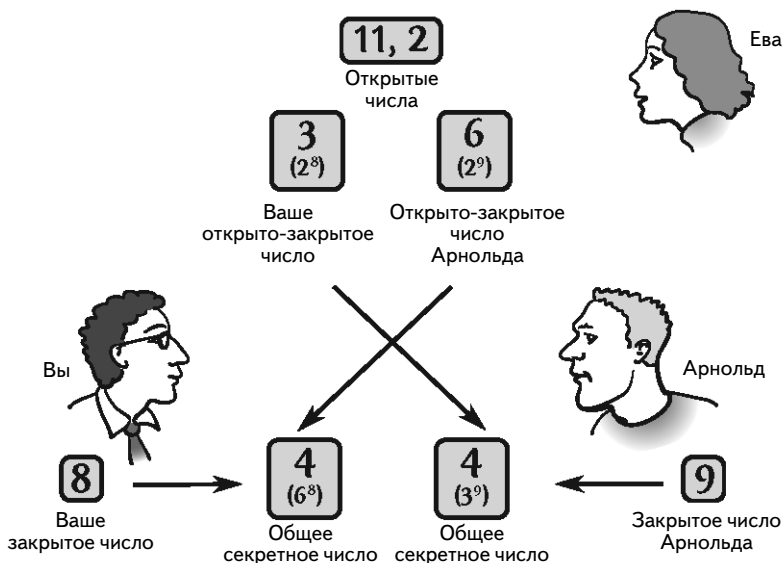 11, 2
Открытые
числа
Ева
3
(2⁸)
6
(2⁹)
Ваше
открыто-закрытое
число
Открыто-закрытое
число
Арнольда
Вы
Арнольд
8
Ваше
закрытое число
4
(6⁸)
Общее
секретное число
4
(3⁹)
Общее
секретное число
9
Закрытое число
Арнольда